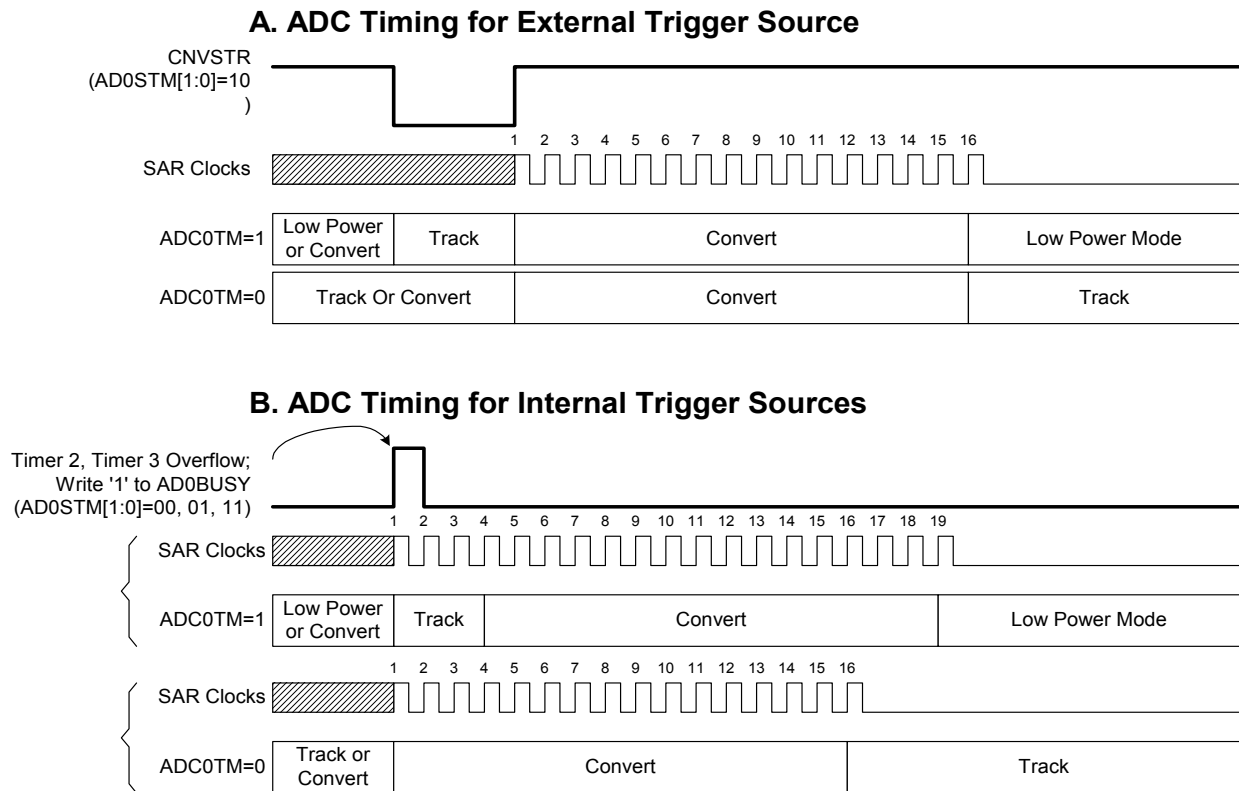 A. ADC Timing for External Trigger Source
CNVSTR
(AD0STM[1:0]=10
)
1 2 3 4 5 6 7 8 9 10 11 12 13 14 15 16
SAR Clocks
ADC0TM=1
Low Power
or Convert
Track
Convert
Low Power Mode
ADC0TM=0
Track Or Convert
Convert
Track
B. ADC Timing for Internal Trigger Sources
Timer 2, Timer 3 Overflow;
Write '1' to AD0BUSY
(AD0STM[1:0]=00, 01, 11)
1 2 3 4 5 6 7 8 9 10 11 12 13 14 15 16 17 18 19
SAR Clocks
ADC0TM=1
Low Power
or Convert
Track
Convert
Low Power Mode
1 2 3 4 5 6 7 8 9 10 11 12 13 14 15 16
SAR Clocks
ADC0TM=0
Track or
Convert
Convert
Track